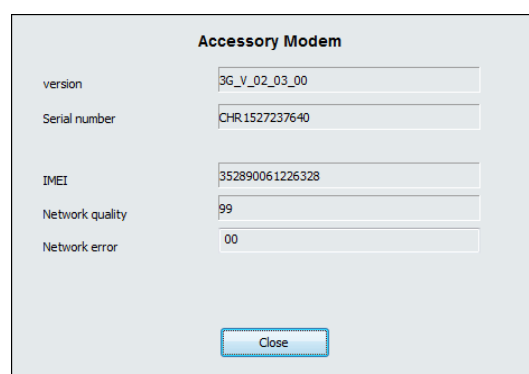 Accessory Modem
version 3G_V_02_03_00
Serial number CHR1527237640
IMEI 352890061226328
Network quality 99
Network error 00
Close